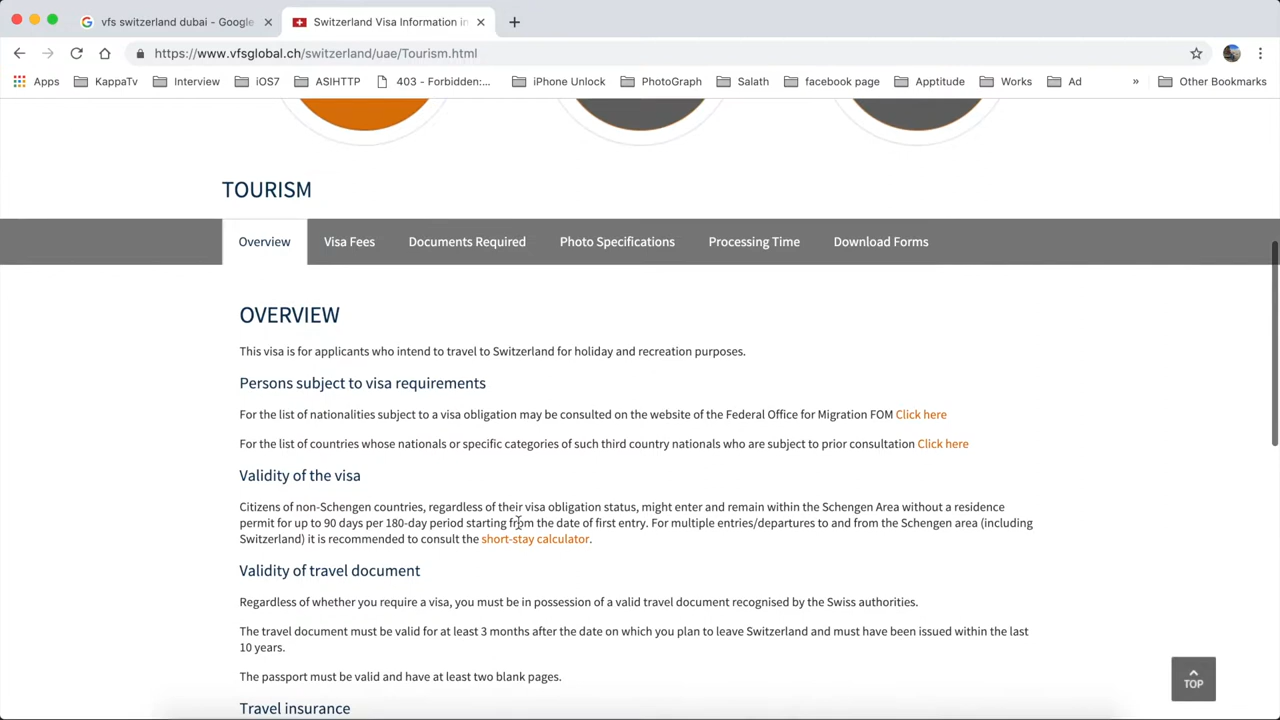 vfs switzerland dubai - Google
Switzerland Visa Information in
https://www.vfsglobal.ch/switzerland/uae/Tourism.html
Apps KappaTv Interview iOS7 ASIHTTP 403 - Forbidden:... iPhone Unlock PhotoGraph Salath facebook page Apptitude Works Ad » Other Bookmarks
TOURISM
Overview Visa Fees Documents Required Photo Specifications Processing Time Download Forms
OVERVIEW
This visa is for applicants who intend to travel to Switzerland for holiday and recreation purposes.
Persons subject to visa requirements
For the list of nationalities subject to a visa obligation may be consulted on the website of the Federal Office for Migration FOM Click here
For the list of countries whose nationals or specific categories of such third country nationals who are subject to prior consultation Click here
Validity of the visa
Citizens of non-Schengen countries, regardless of their visa obligation status, might enter and remain within the Schengen Area without a residence
permit for up to 90 days per 180-day period starting from the date of first entry. For multiple entries/departures to and from the Schengen area (including
Switzerland) it is recommended to consult the short-stay calculator.
Validity of travel document
Regardless of whether you require a visa, you must be in possession of a valid travel document recognised by the Swiss authorities.
The travel document must be valid for at least 3 months after the date on which you plan to leave Switzerland and must have been issued within the last
10 years.
The passport must be valid and have at least two blank pages.
TOP
Travel insurance